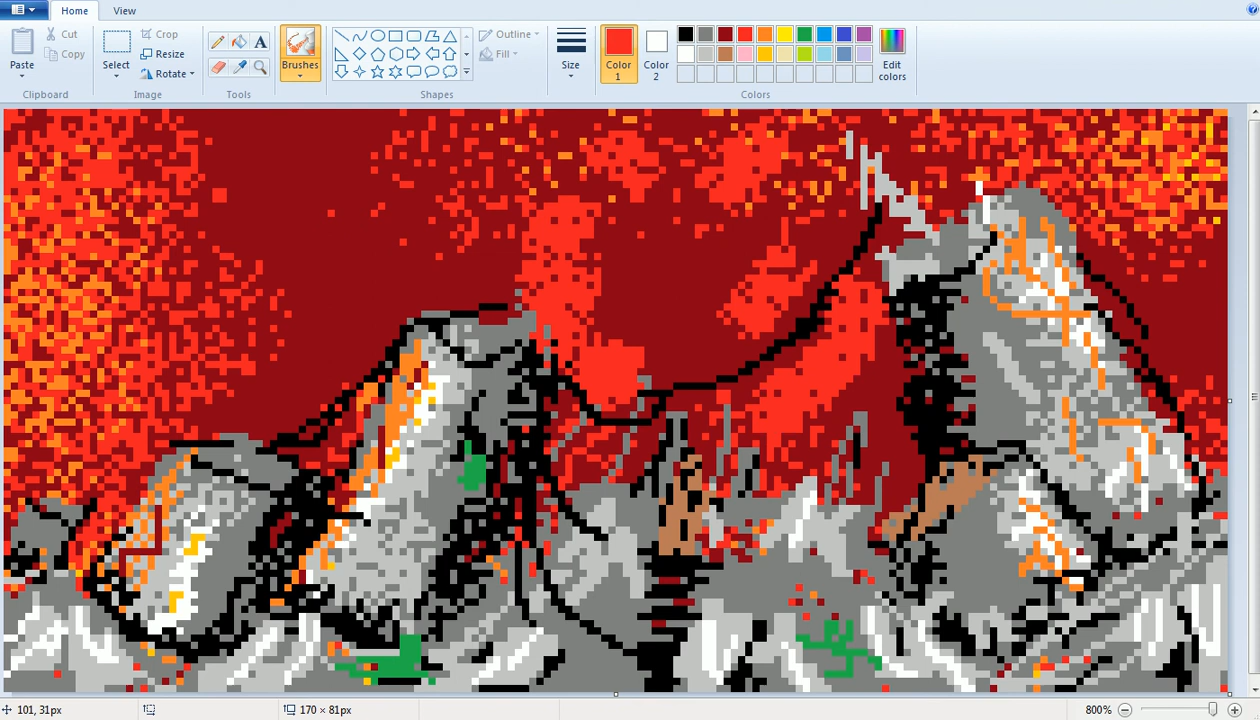 Home View
Paste Cut Copy Select Crop Resize Rotate A Brushes Outline Fill Size Color 1 Color 2 Edit colors
Clipboard Image Tools Shapes Colors
101, 31px 170 × 81px 800%